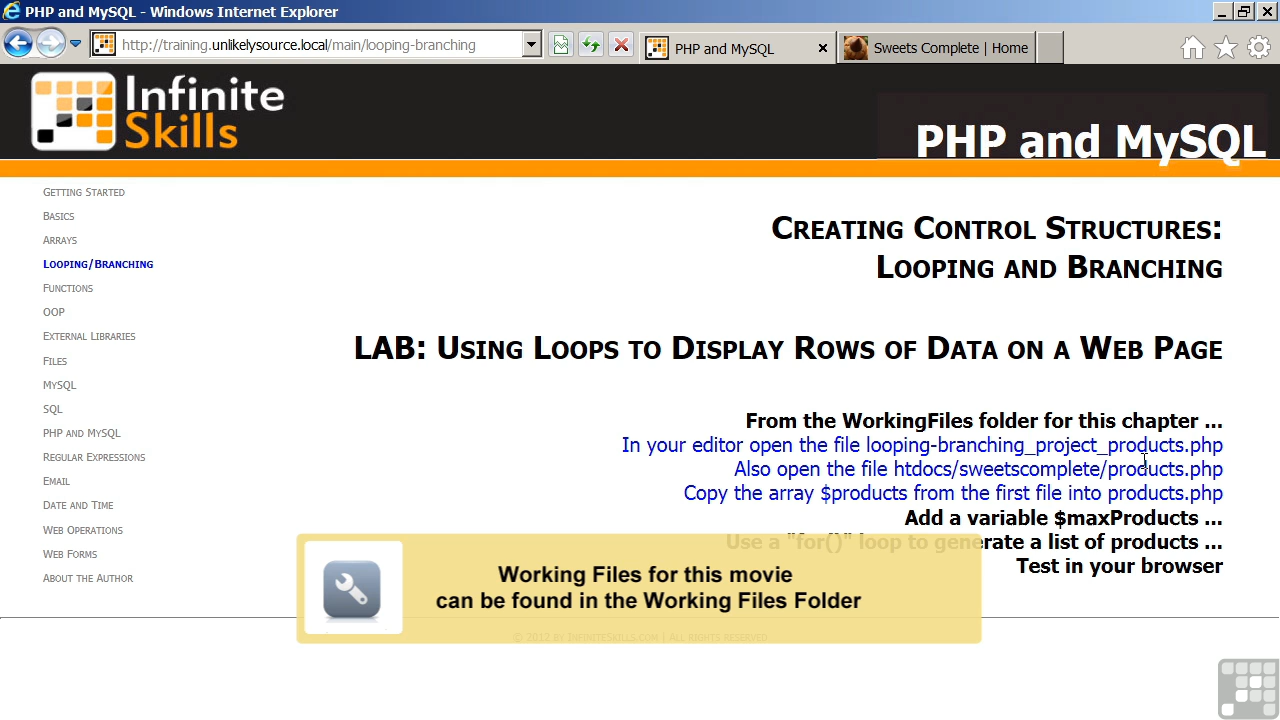 PHP and MySQL - Windows Internet Explorer
http://training.unlikelysource.local/main/looping-branching
PHP and MySQL
Sweets Complete | Home
Infinite
Skills
PHP and MySQL
GETTING STARTED
BASICS
ARRAYS
LOOPING/BRANCHING
FUNCTIONS
OOP
EXTERNAL LIBRARIES
FILES
MYSQL
SQL
PHP AND MYSQL
REGULAR EXPRESSIONS
EMAIL
DATE AND TIME
WEB OPERATIONS
WEB FORMS
ABOUT THE AUTHOR
CREATING CONTROL STRUCTURES:
LOOPING AND BRANCHING
LAB: USING LOOPS TO DISPLAY ROWS OF DATA ON A WEB PAGE
From the WorkingFiles folder for this chapter ...
In your editor open the file looping-branching_project_products.php
Also open the file htdocs/sweetscomplete/products.php
Copy the array $products from the first file into products.php
Add a variable $maxProducts ...
Use a "for()" loop to generate a list of products ...
Test in your browser
Working Files for this movie
can be found in the Working Files Folder
© 2012 BY INFINITESKILLS.COM | ALL RIGHTS RESERVED